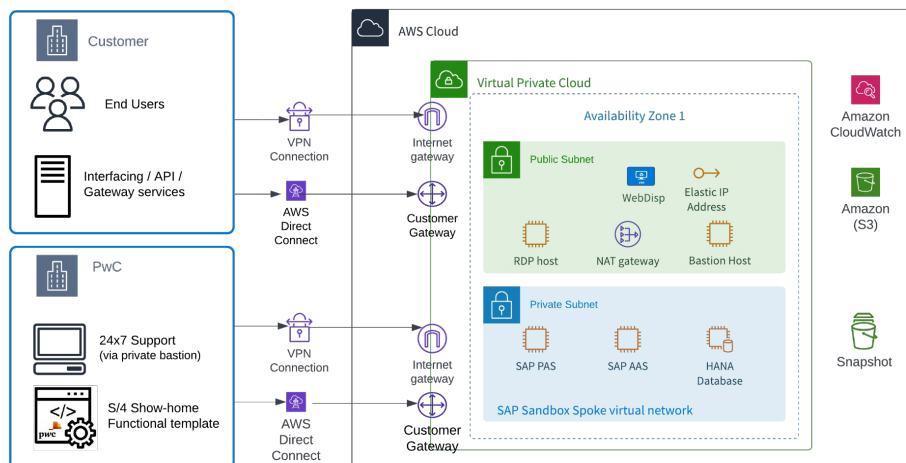 Customer
End Users
Interfacing / API /
Gateway services
PwC
24x7 Support
(via private bastion)
</>
pwc
S/4 Show-home
Functional template
VPN
Connection
AWS
Direct
Connect
VPN
Connection
AWS
Direct
Connect
AWS Cloud
Virtual Private Cloud
Internet
gateway
Customer
Gateway
Internet
gateway
Customer
Gateway
Availability Zone 1
Public Subnet
WebDisp
Elastic IP
Address
RDP host
NAT gateway
Bastion Host
Private Subnet
SAP PAS
SAP AAS
HANA
Database
SAP Sandbox Spoke virtual network
Amazon
CloudWatch
Amazon
(S3)
Snapshot